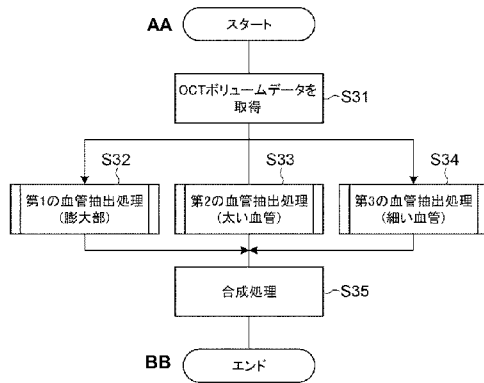 AA
スタート
OCTボリュームデータを
取得
S31
S32
第1の血管抽出処理
(膨大部)
S33
第2の血管抽出処理
(太い血管)
S34
第3の血管抽出処理
(細い血管)
合成処理
S35
BB
エンド